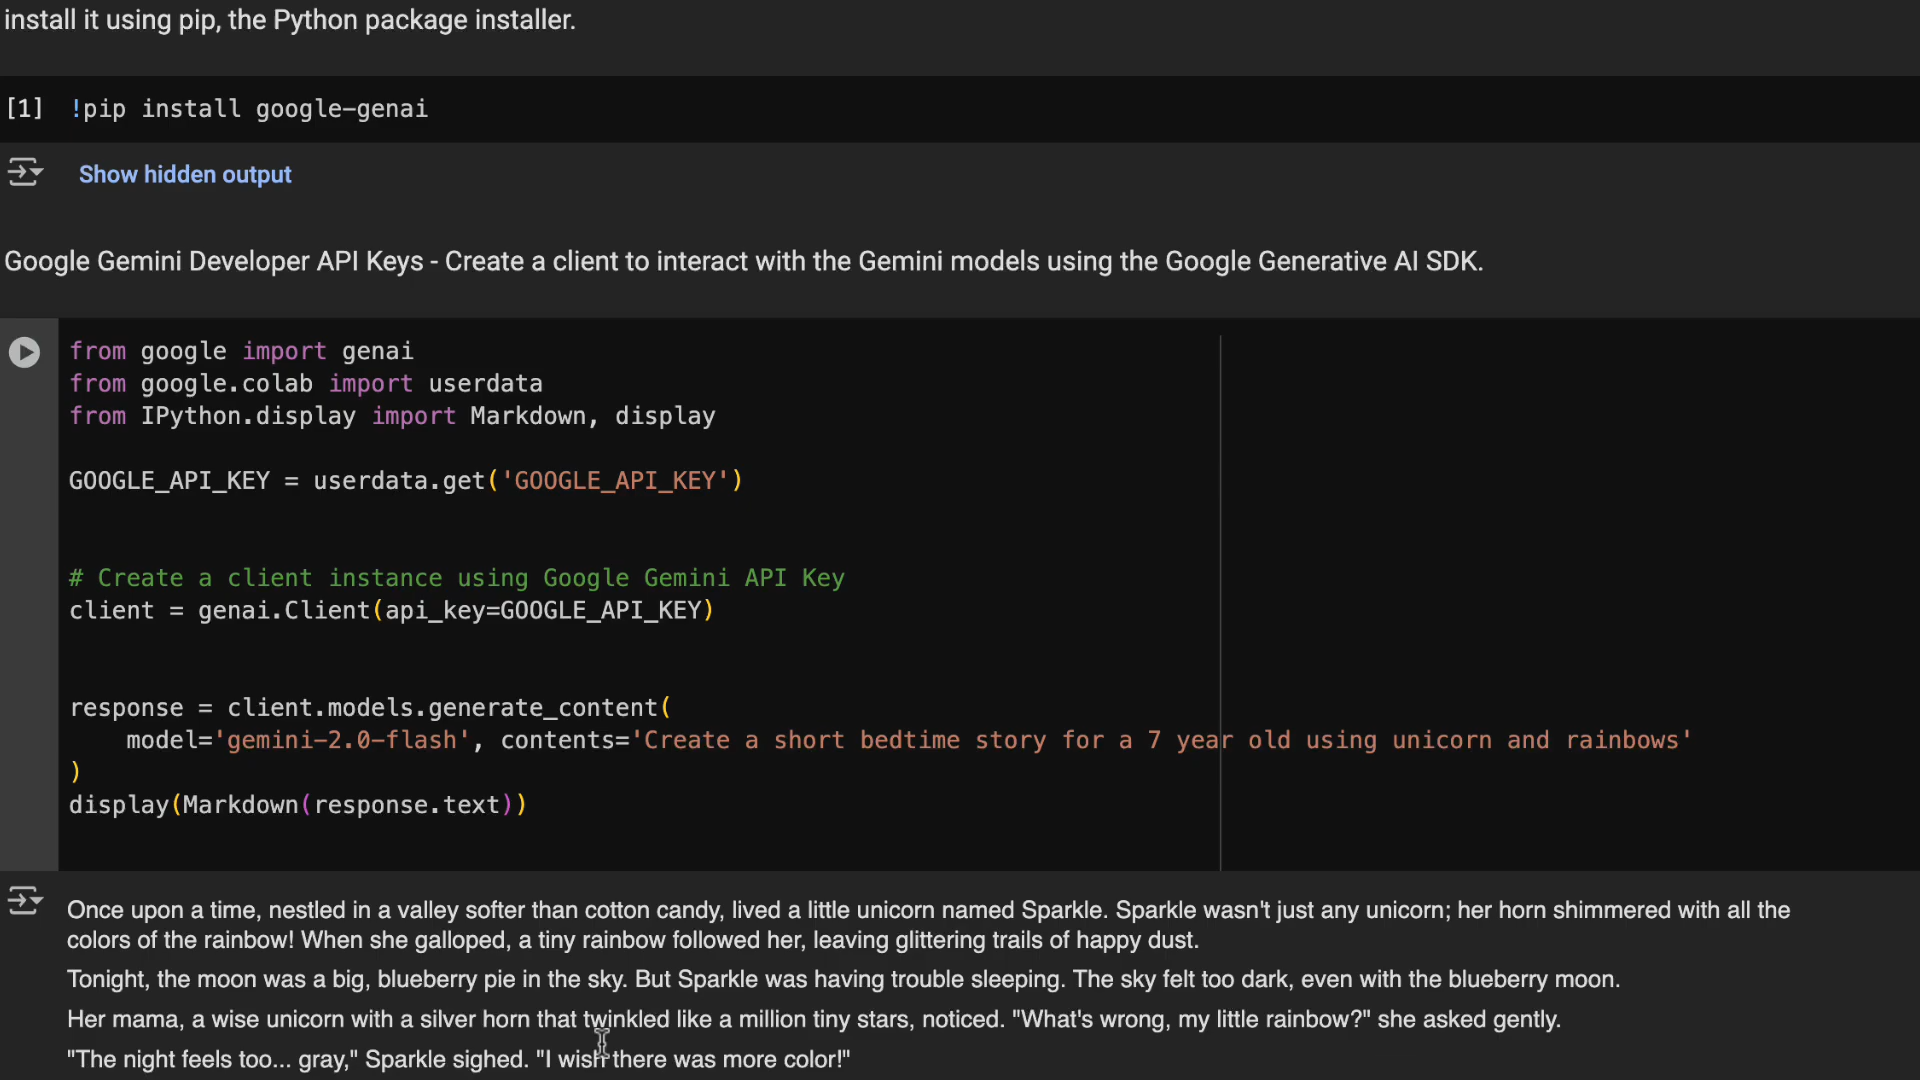 install it using pip, the Python package installer.
[1] !pip install google-genai
Show hidden output
Google Gemini Developer API Keys - Create a client to interact with the Gemini models using the Google Generative AI SDK.
from google import genai
from google.colab import userdata
from IPython.display import Markdown, display
GOOGLE_API_KEY = userdata.get('GOOGLE_API_KEY')
# Create a client instance using Google Gemini API Key
client = genai.Client(api_key=GOOGLE_API_KEY)
response = client.models.generate_content(
    model='gemini-2.0-flash', contents='Create a short bedtime story for a 7 year old using unicorn and rainbows'
)
display(Markdown(response.text))
Once upon a time, nestled in a valley softer than cotton candy, lived a little unicorn named Sparkle. Sparkle wasn't just any unicorn; her horn shimmered with all the
colors of the rainbow! When she galloped, a tiny rainbow followed her, leaving glittering trails of happy dust.
Tonight, the moon was a big, blueberry pie in the sky. But Sparkle was having trouble sleeping. The sky felt too dark, even with the blueberry moon.
Her mama, a wise unicorn with a silver horn that twinkled like a million tiny stars, noticed. "What's wrong, my little rainbow?" she asked gently.
"The night feels too... gray," Sparkle sighed. "I wish there was more color!"